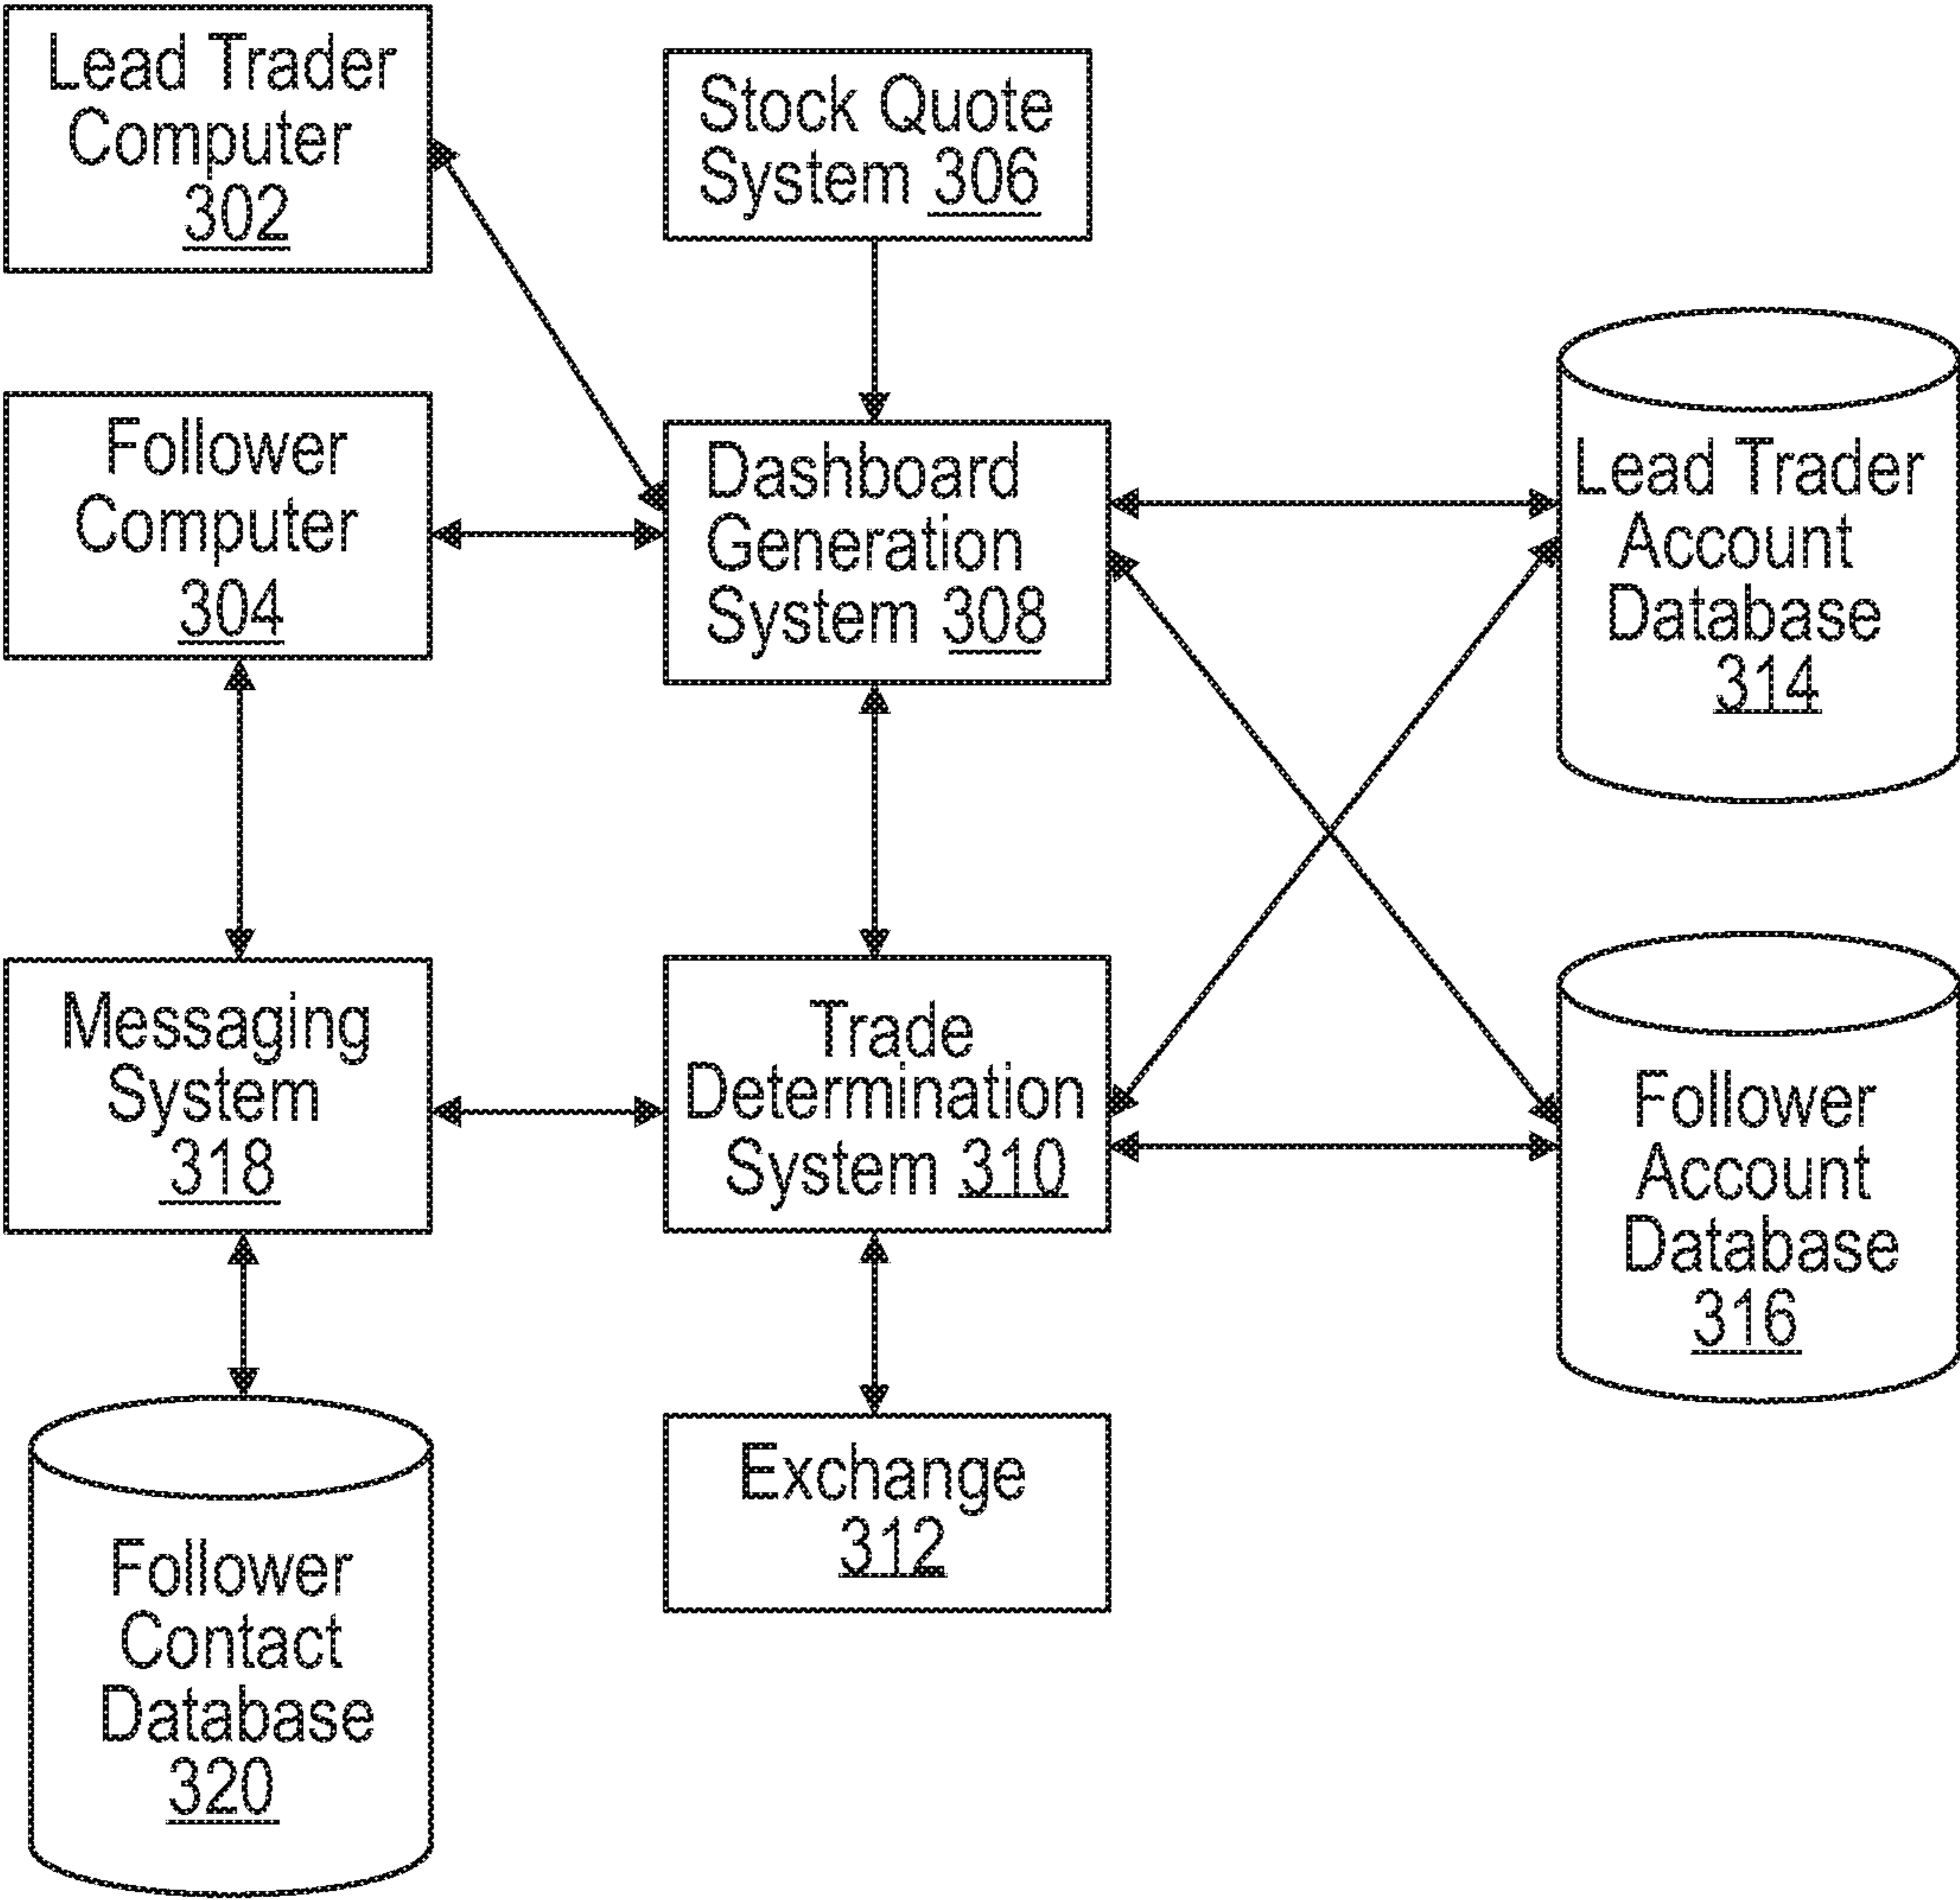 Lead Trader
Computer
302
Stock Quote
System 306
Follower
Computer
304
Dashboard
Generation
System 308
Lead Trader
Account
Database
314
Messaging
System
318
Trade
Determination
System 310
Follower
Account
Database
316
Exchange
312
Follower
Contact
Database
320